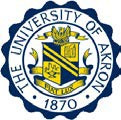 THE UNIVERSITY OF AKRON
FIAT LUX
1870